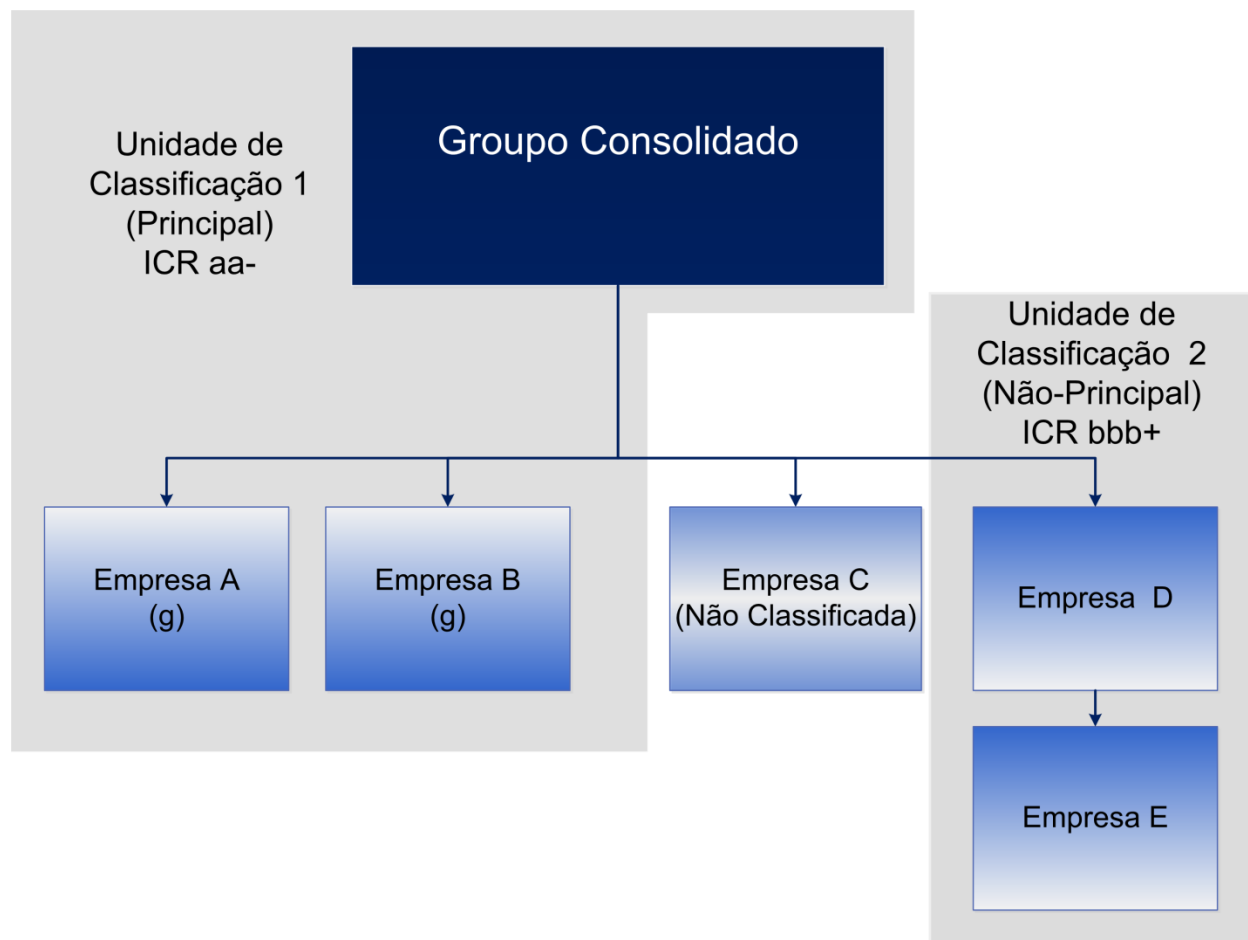 Groupo Consolidado
Unidade de
Classificação 1
(Principal)
ICR aa-
Unidade de
Classificação 2
(Não-Principal)
ICR bbb+
Empresa A
(g)
Empresa B
(g)
Empresa C
(Não Classificada)
Empresa D
Empresa E